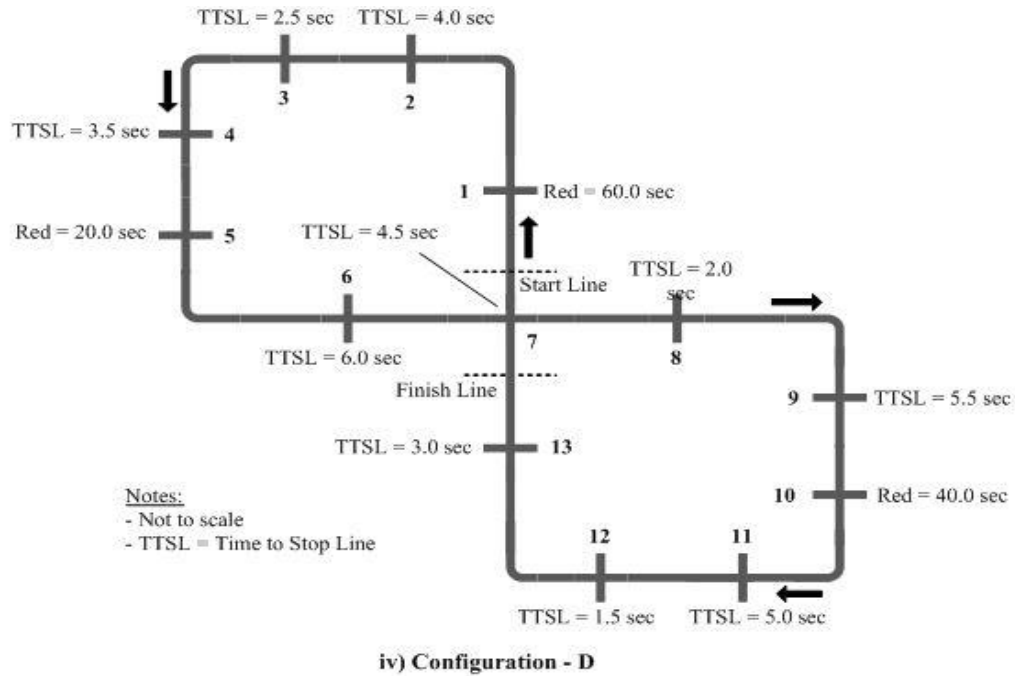 TTSL = 2.5 sec
TTSL = 4.0 sec
3
2
TTSL = 3.5 sec
4
1
Red = 60.0 sec
Red = 20.0 sec
5
TTSL = 4.5 sec
6
Start Line
TTSL = 2.0
sec
7
TTSL = 6.0 sec
8
Finish Line
9
TTSL = 5.5 sec
TTSL = 3.0 sec
13
10
Red = 40.0 sec
Notes:
- Not to scale
- TTSL = Time to Stop Line
12
11
TTSL = 1.5 sec
TTSL = 5.0 sec
iv) Configuration - D